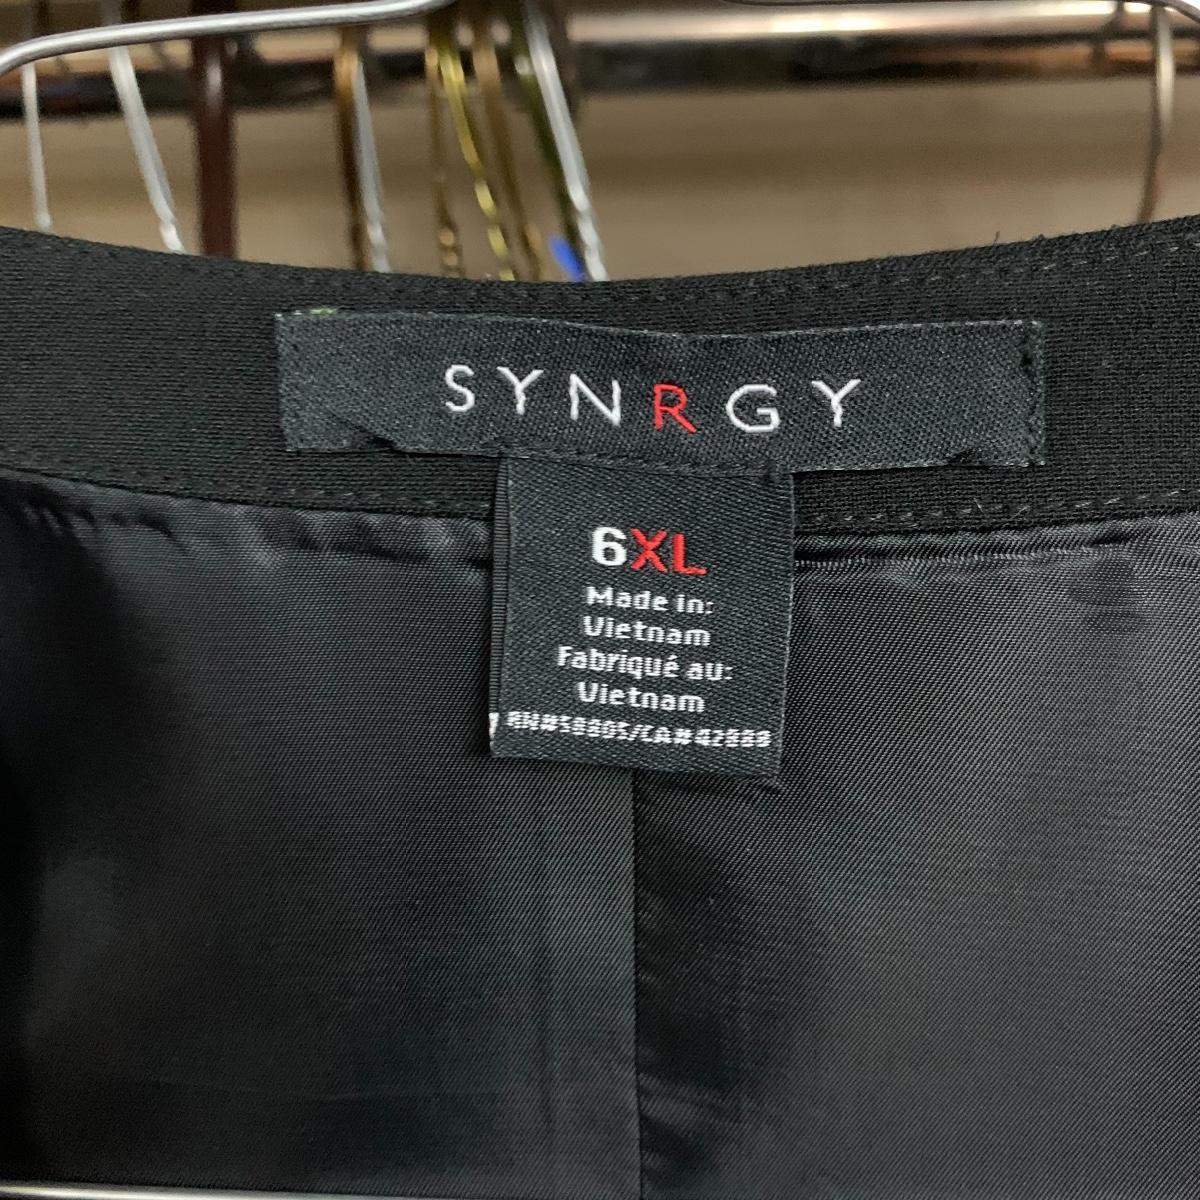 SYNRGY
6XL
Made in:
Vietnam
Fabriqué au:
Vietnam
RN#58805/CA#42888